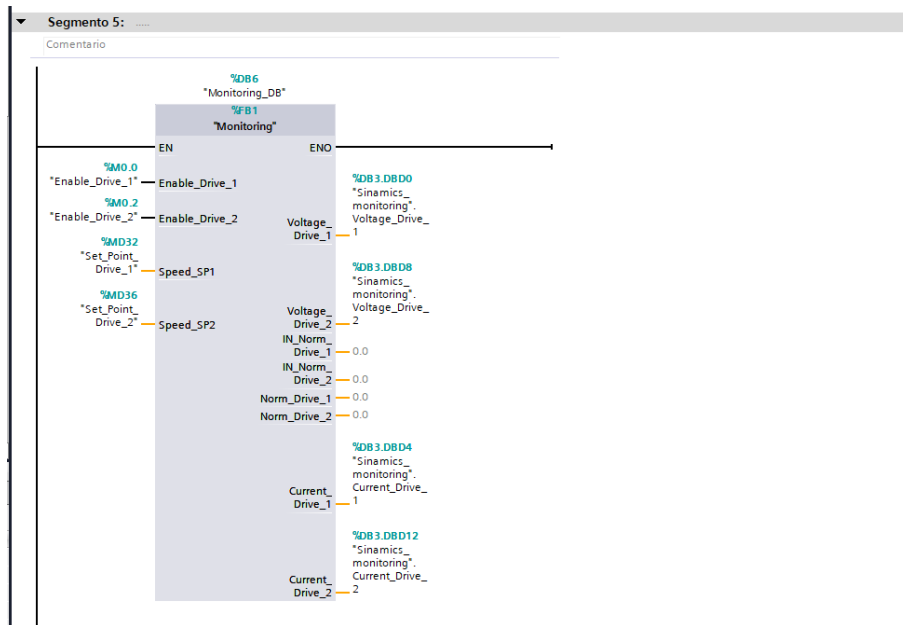 Segmento 5: .....
Comentario
%DB6
"Monitoring_DB"
%FB1
"Monitoring"
EN
ENO
%M0.0
"Enable_Drive_1"
Enable_Drive_1
%M0.2
"Enable_Drive_2"
Enable_Drive_2
%MD32
"Set_Point_
Drive_1"
Speed_SP1
%MD36
"Set_Point_
Drive_2"
Speed_SP2
Voltage_
Drive_1
%DB3.DBD0
"Sinamics_
monitoring".
Voltage_Drive_
1
Voltage_
Drive_2
%DB3.DBD8
"Sinamics_
monitoring".
Voltage_Drive_
2
IN_Norm_
Drive_1
0.0
IN_Norm_
Drive_2
0.0
Norm_Drive_1
0.0
Norm_Drive_2
0.0
Current_
Drive_1
%DB3.DBD4
"Sinamics_
monitoring".
Current_Drive_
1
Current_
Drive_2
%DB3.DBD12
"Sinamics_
monitoring".
Current_Drive_
2